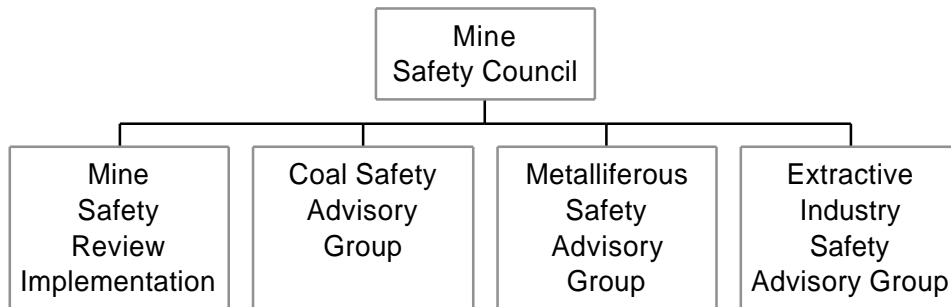 Mine
Safety Council
Mine
Safety
Review
Implementation
Coal Safety
Advisory
Group
Metalliferous
Safety
Advisory
Group
Extractive
Industry
Safety
Advisory Group